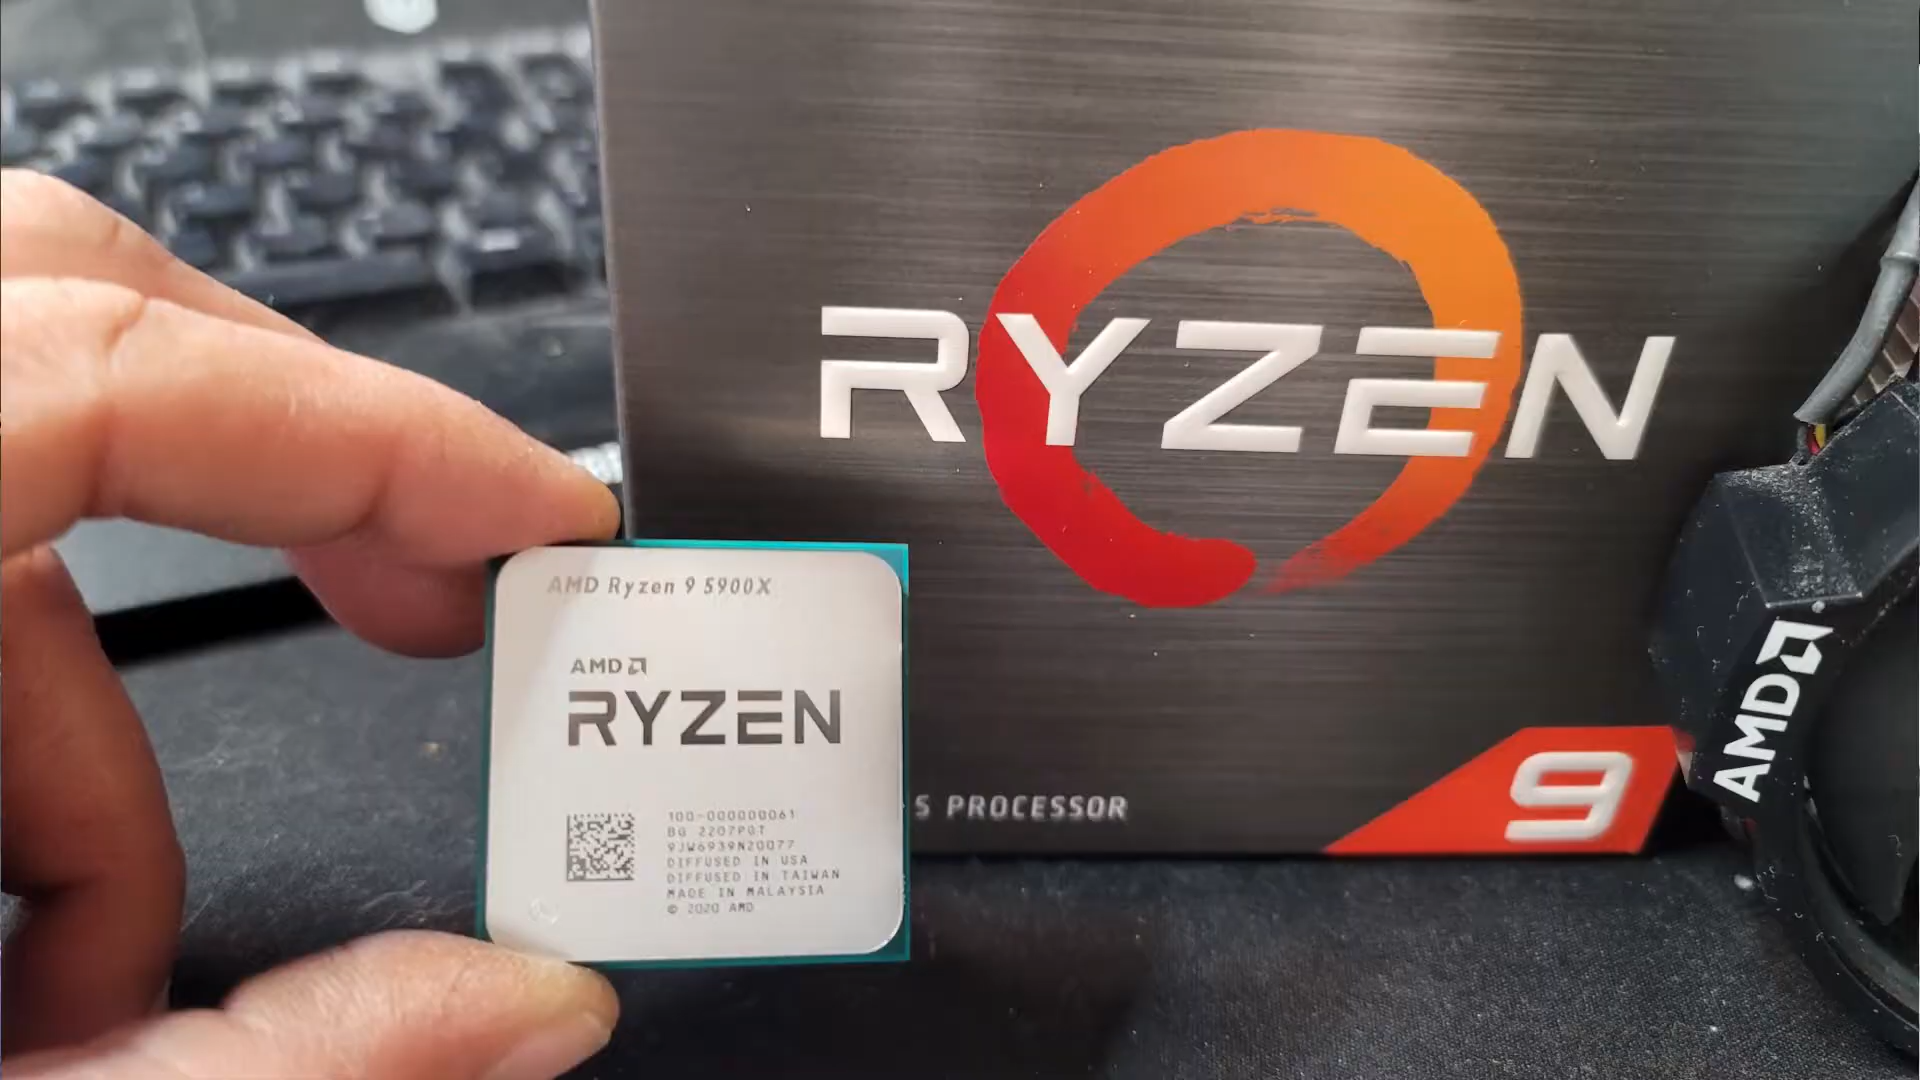 RYZEN
5 PROCESSOR
9
AMD
AMD Ryzen 9 5900X
AMD
RYZEN
100-000000061
BG 2207PGT
9JW6939N20077
DIFFUSED IN USA
DIFFUSED IN TAIWAN
MADE IN MALAYSIA
© 2020 AMD